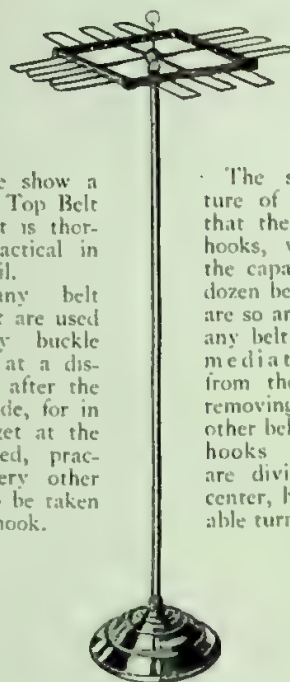 e show a
Top Belt
t is thor-
actical in
il.
any belt
t are used
y buckle
at a dis-
after the
de, for in
et at the
ed, prac-
ery other
o be taken
hook.
The s
ture of
that the
hooks,
the capa
dozen be
are so ar
any belt
mediat
from the
removing
other bel
hooks
are divi
center,
able turn